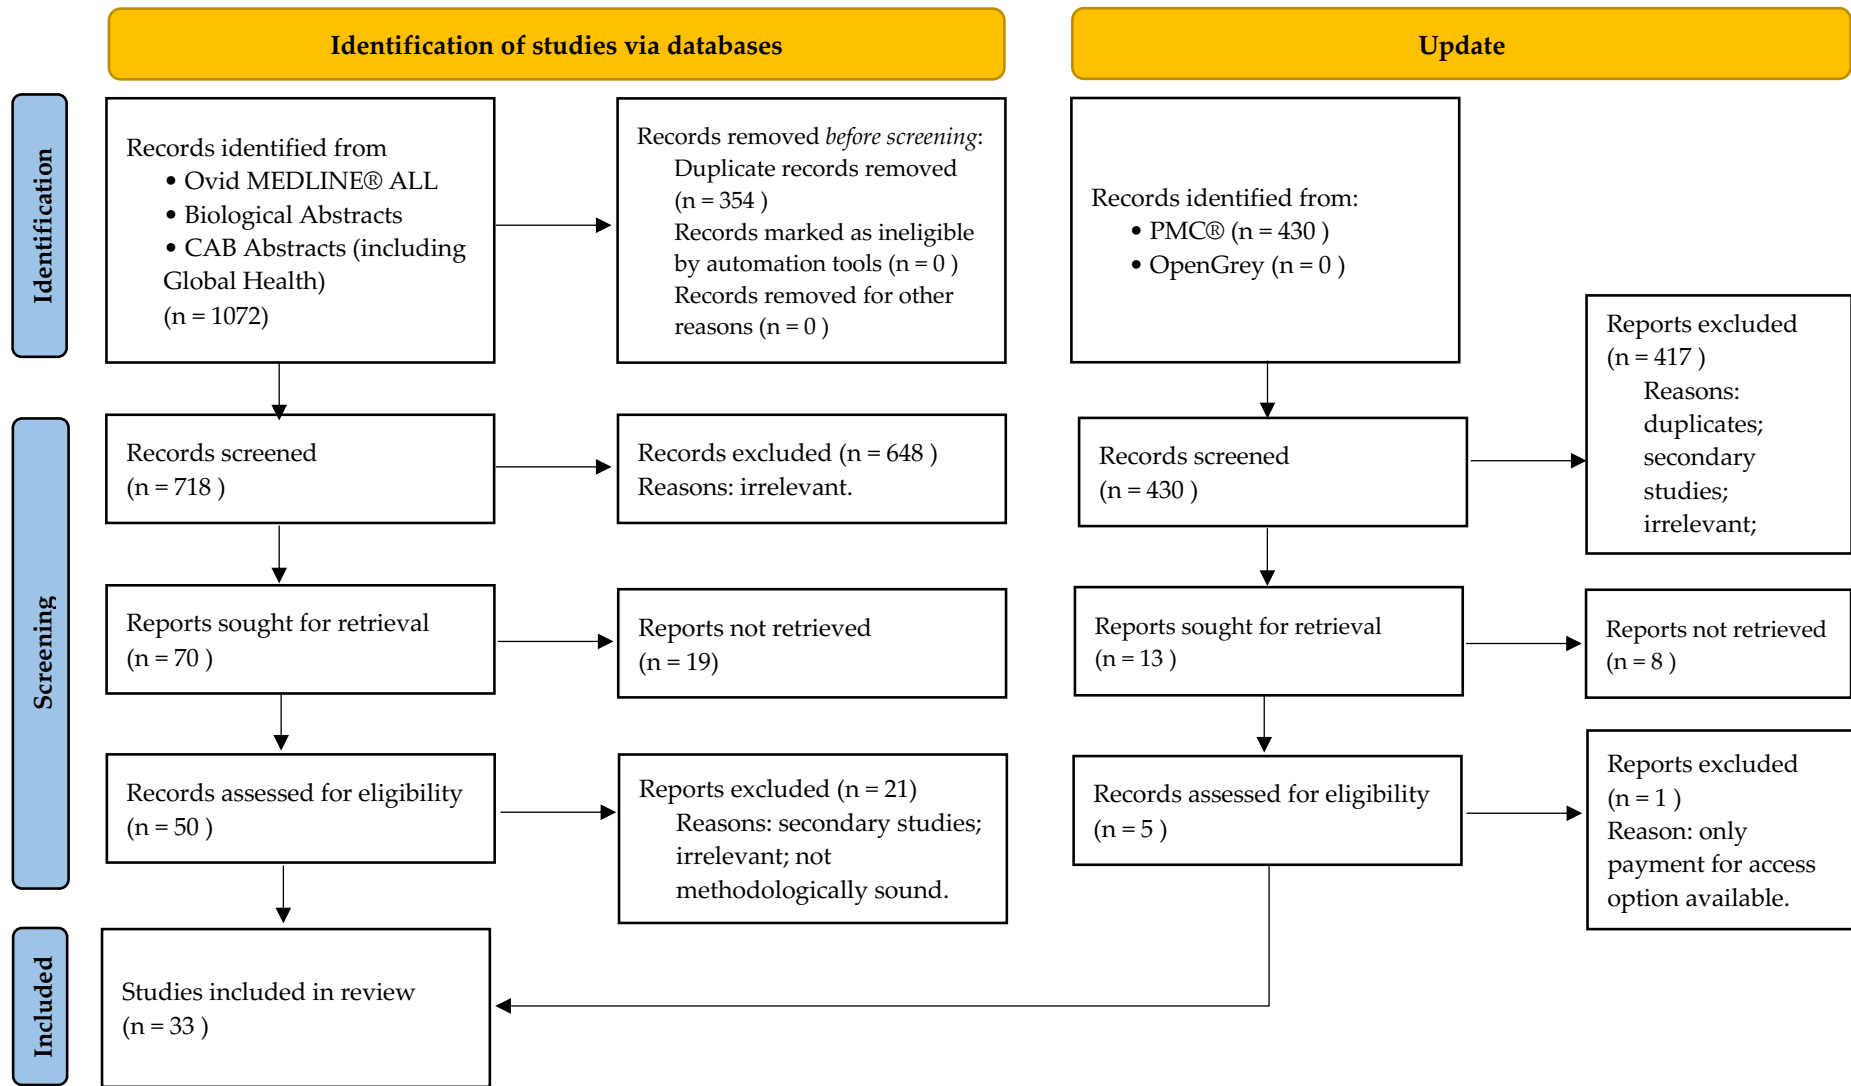 Identification of studies via databases
Update
Identification
Records identified from
• Ovid MEDLINE® ALL
• Biological Abstracts
• CAB Abstracts (including
Global Health)
(n = 1072)
Records removed before screening:
Duplicate records removed
(n = 354 )
Records marked as ineligible
by automation tools (n = 0 )
Records removed for other
reasons (n = 0 )
Records identified from:
• PMC® (n = 430 )
• OpenGrey (n = 0 )
Reports excluded
(n = 417 )
Reasons:
duplicates;
secondary
studies;
irrelevant;
Screening
Records screened
(n = 718 )
Records excluded (n = 648 )
Reasons: irrelevant.
Records screened
(n = 430 )
Reports sought for retrieval
(n = 70 )
Reports not retrieved
(n = 19)
Reports sought for retrieval
(n = 13 )
Reports not retrieved
(n = 8 )
Records assessed for eligibility
(n = 50 )
Reports excluded (n = 21)
Reasons: secondary studies;
irrelevant; not
methodologically sound.
Records assessed for eligibility
(n = 5 )
Reports excluded
(n = 1 )
Reason: only
payment for access
option available.
Included
Studies included in review
(n = 33 )